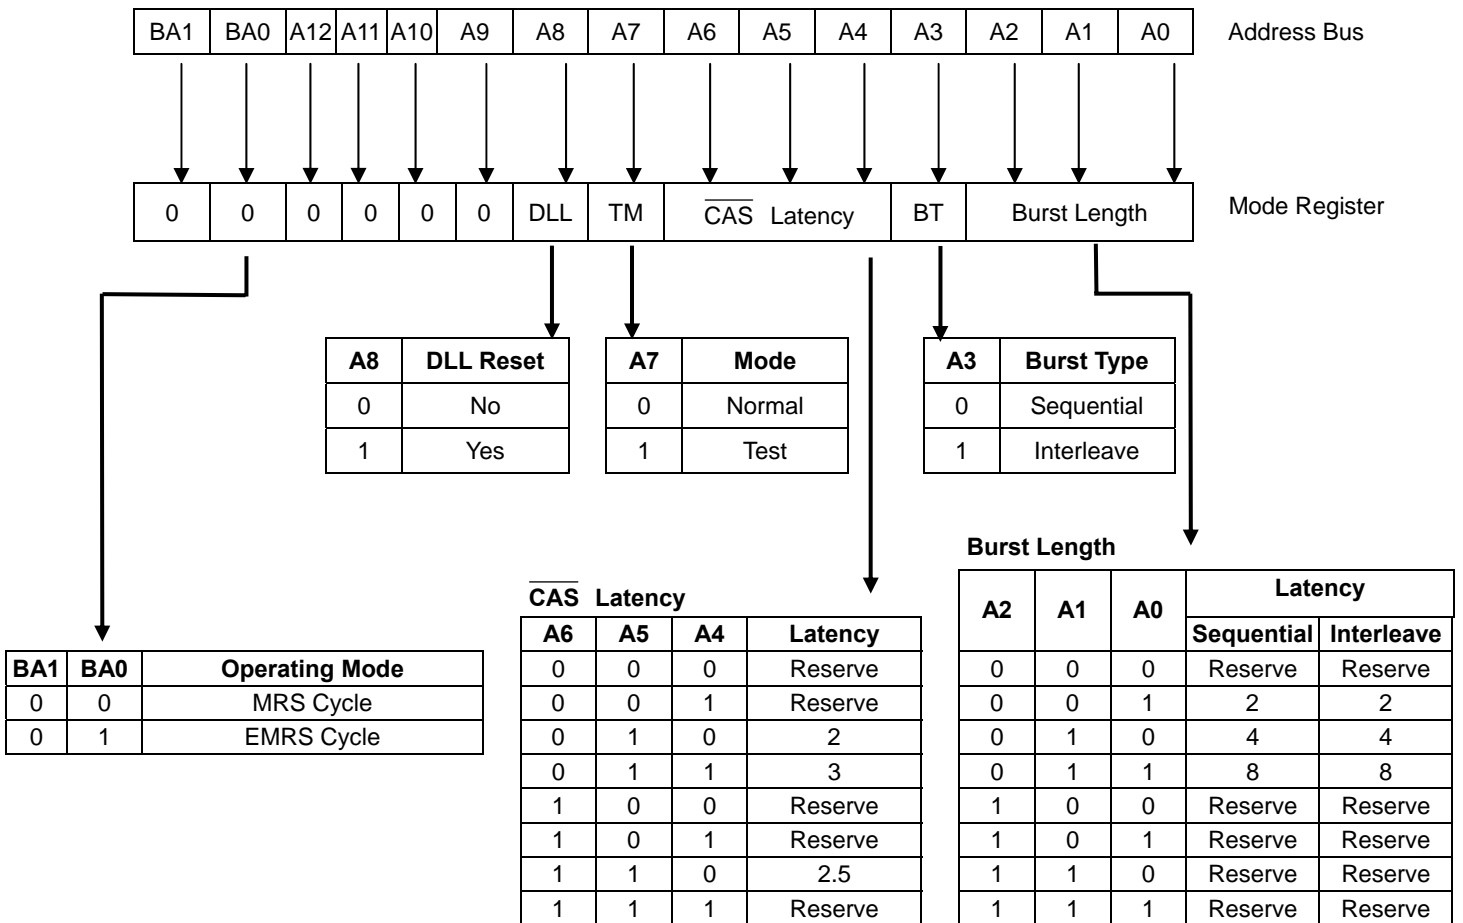 BA1 BA0 A12 A11 A10 A9 A8 A7 A6 A5 A4 A3 A2 A1 A0 Address Bus
0 0 0 0 0 0 DLL TM CAS Latency BT Burst Length Mode Register
A8 DLL Reset
0 No
1 Yes
A7 Mode
0 Normal
1 Test
A3 Burst Type
0 Sequential
1 Interleave
BA1 BA0 Operating Mode
0 0 MRS Cycle
0 1 EMRS Cycle
CAS Latency
A6 A5 A4 Latency
0 0 0 Reserve
0 0 1 Reserve
0 1 0 2
0 1 1 3
1 0 0 Reserve
1 0 1 Reserve
1 1 0 2.5
1 1 1 Reserve
Burst Length
A2 A1 A0 Latency
Sequential Interleave
0 0 0 Reserve Reserve
0 0 1 2 2
0 1 0 4 4
0 1 1 8 8
1 0 0 Reserve Reserve
1 0 1 Reserve Reserve
1 1 0 Reserve Reserve
1 1 1 Reserve Reserve